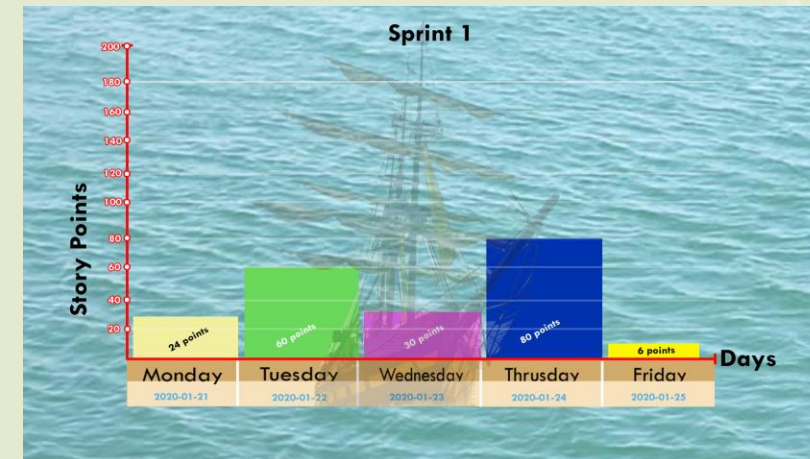 Sprint 1
200
180
160
140
120
100
80
60
40
20
Story Points
24 points
60 points
30 points
80 points
6 points
Days
Monday Tuesday Wednesday Thrusday Friday
2020-01-21 2020-01-22 2020-01-23 2020-01-24 2020-01-25